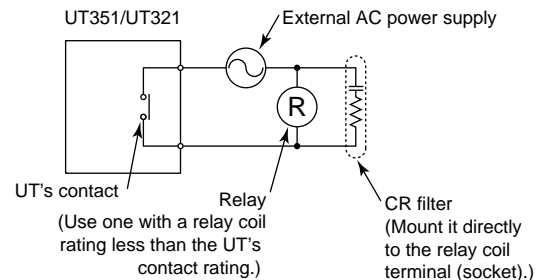 UT351/UT321
External AC power supply
R
UT's contact
Relay
(Use one with a relay coil
rating less than the UT's
contact rating.)
CR filter
(Mount it directly
to the relay coil
terminal (socket).)